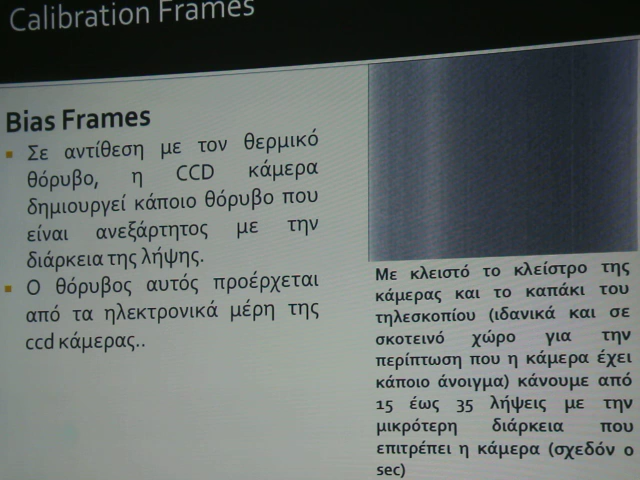 Calibration Frames
Bias Frames
Σε αντίθεση με τον θερμικό
θόρυβο, η CCD κάμερα
δημιουργεί κάποιο θόρυβο που
είναι ανεξάρτητος με την
διάρκεια της λήψης.
Ο θόρυβος αυτός προέρχεται
από τα ηλεκτρονικά μέρη της
ccd κάμερας..
Με κλειστό το κλείστρο της
κάμερας και το καπάκι του
τηλεσκοπίου (ιδανικά και σε
σκοτεινό χώρο για την
περίπτωση που η κάμερα έχει
κάποιο άνοιγμα) κάνουμε από
15 έως 35 λήψεις με την
μικρότερη διάρκεια που
επιτρέπει η κάμερα (σχεδόν 0
sec)